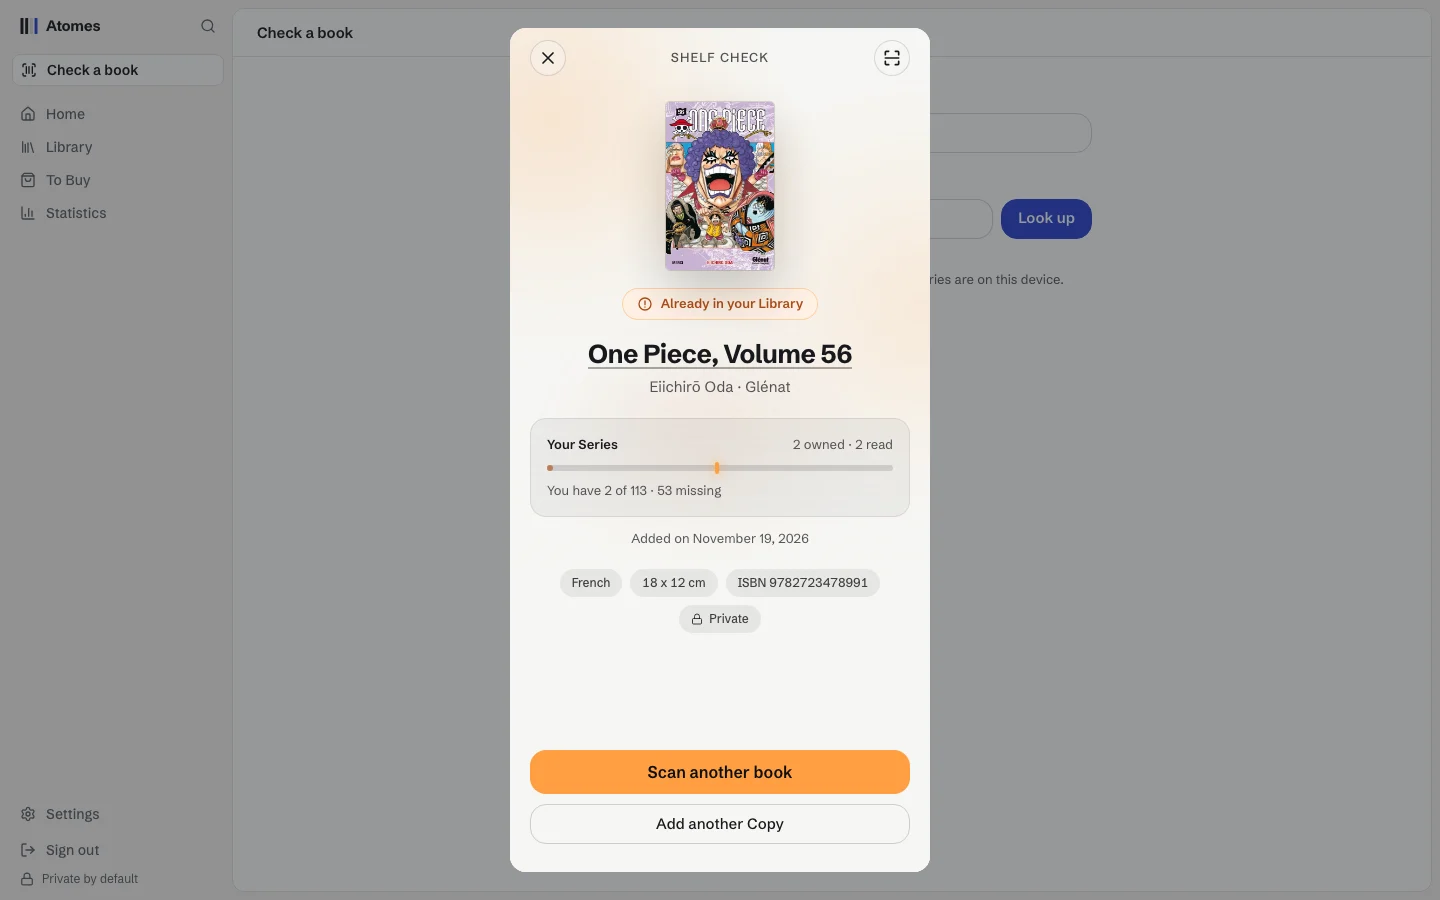 Atomes
Check a book
Home
Library
To Buy
Statistics
Settings
Sign out
Private by default
Check a book
Look up
ries are on this device.
SHELF CHECK
56
ONE PIECE
Glénat
Already in your Library
One Piece, Volume 56
Eiichirō Oda · Glénat
Your Series
2 owned · 2 read
You have 2 of 113 · 53 missing
Added on November 19, 2026
French
18 x 12 cm
ISBN 9782723478991
Private
Scan another book
Add another Copy